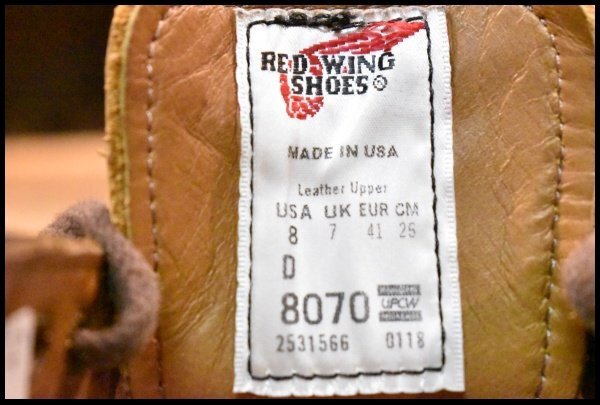 RED WING
SHOES
MADE IN USA
Leather Upper
USA UK EUR CM
8 7 41 26
D
8070 UPCW
2531566 0118